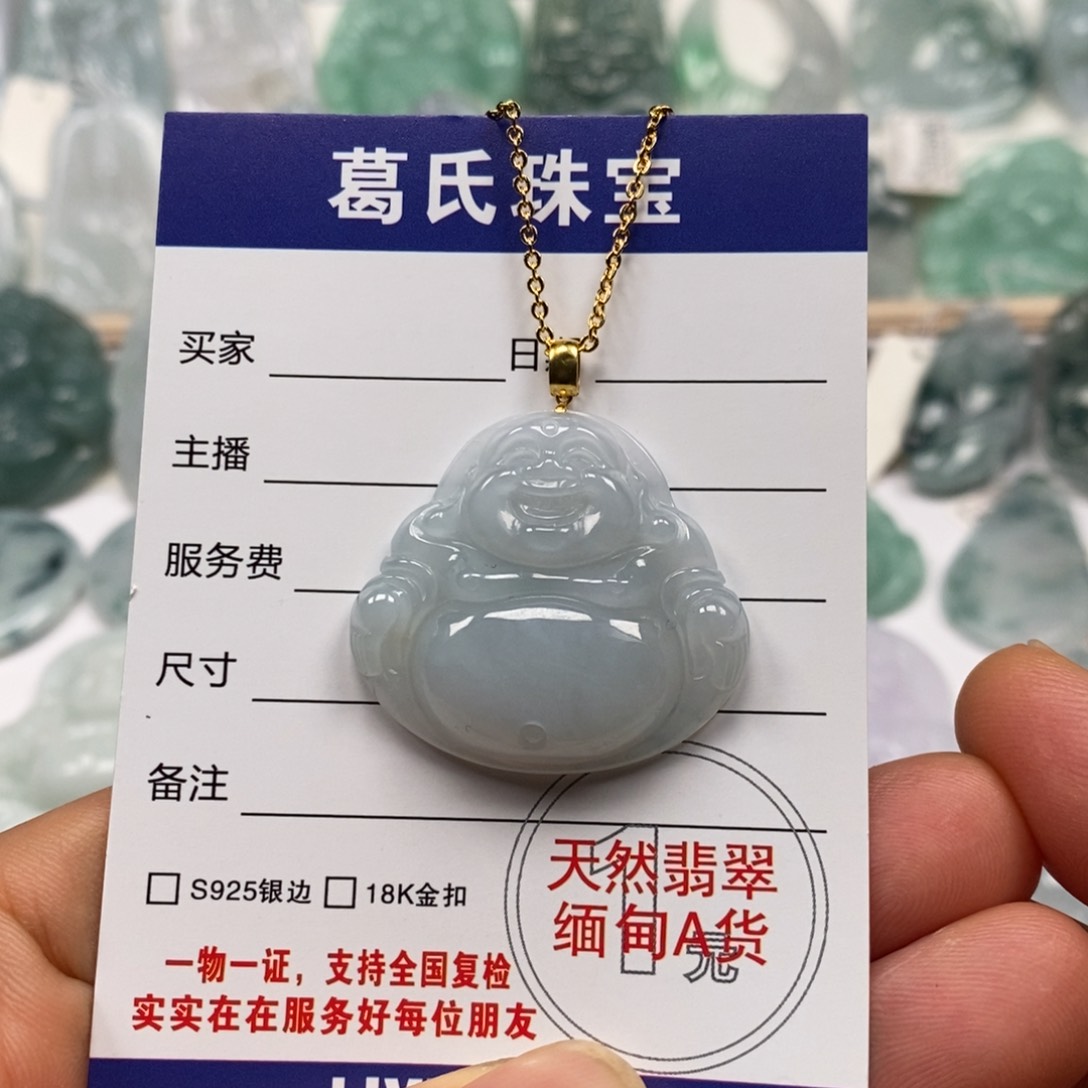 葛氏珠宝
买家
日
主播
服务费
尺寸
备注
1元
天然翡翠
缅甸A货
S925银边
18K金扣
一物一证，支持全国复检
实实在在服务好每位朋友